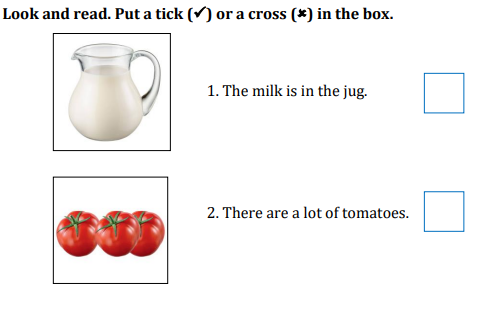 Look and read. Put a tick (✔) or a cross (✖) in the box.
1. The milk is in the jug.
2. There are a lot of tomatoes.